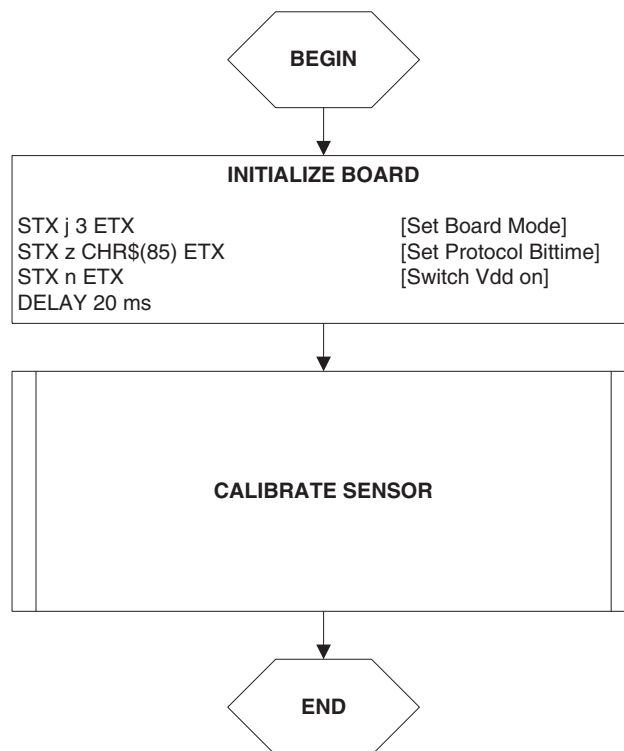 BEGIN
INITIALIZE BOARD
STX j 3 ETX [Set Board Mode]
STX z CHR$(85) ETX [Set Protocol Bittime]
STX n ETX [Switch Vdd on]
DELAY 20 ms
CALIBRATE SENSOR
END